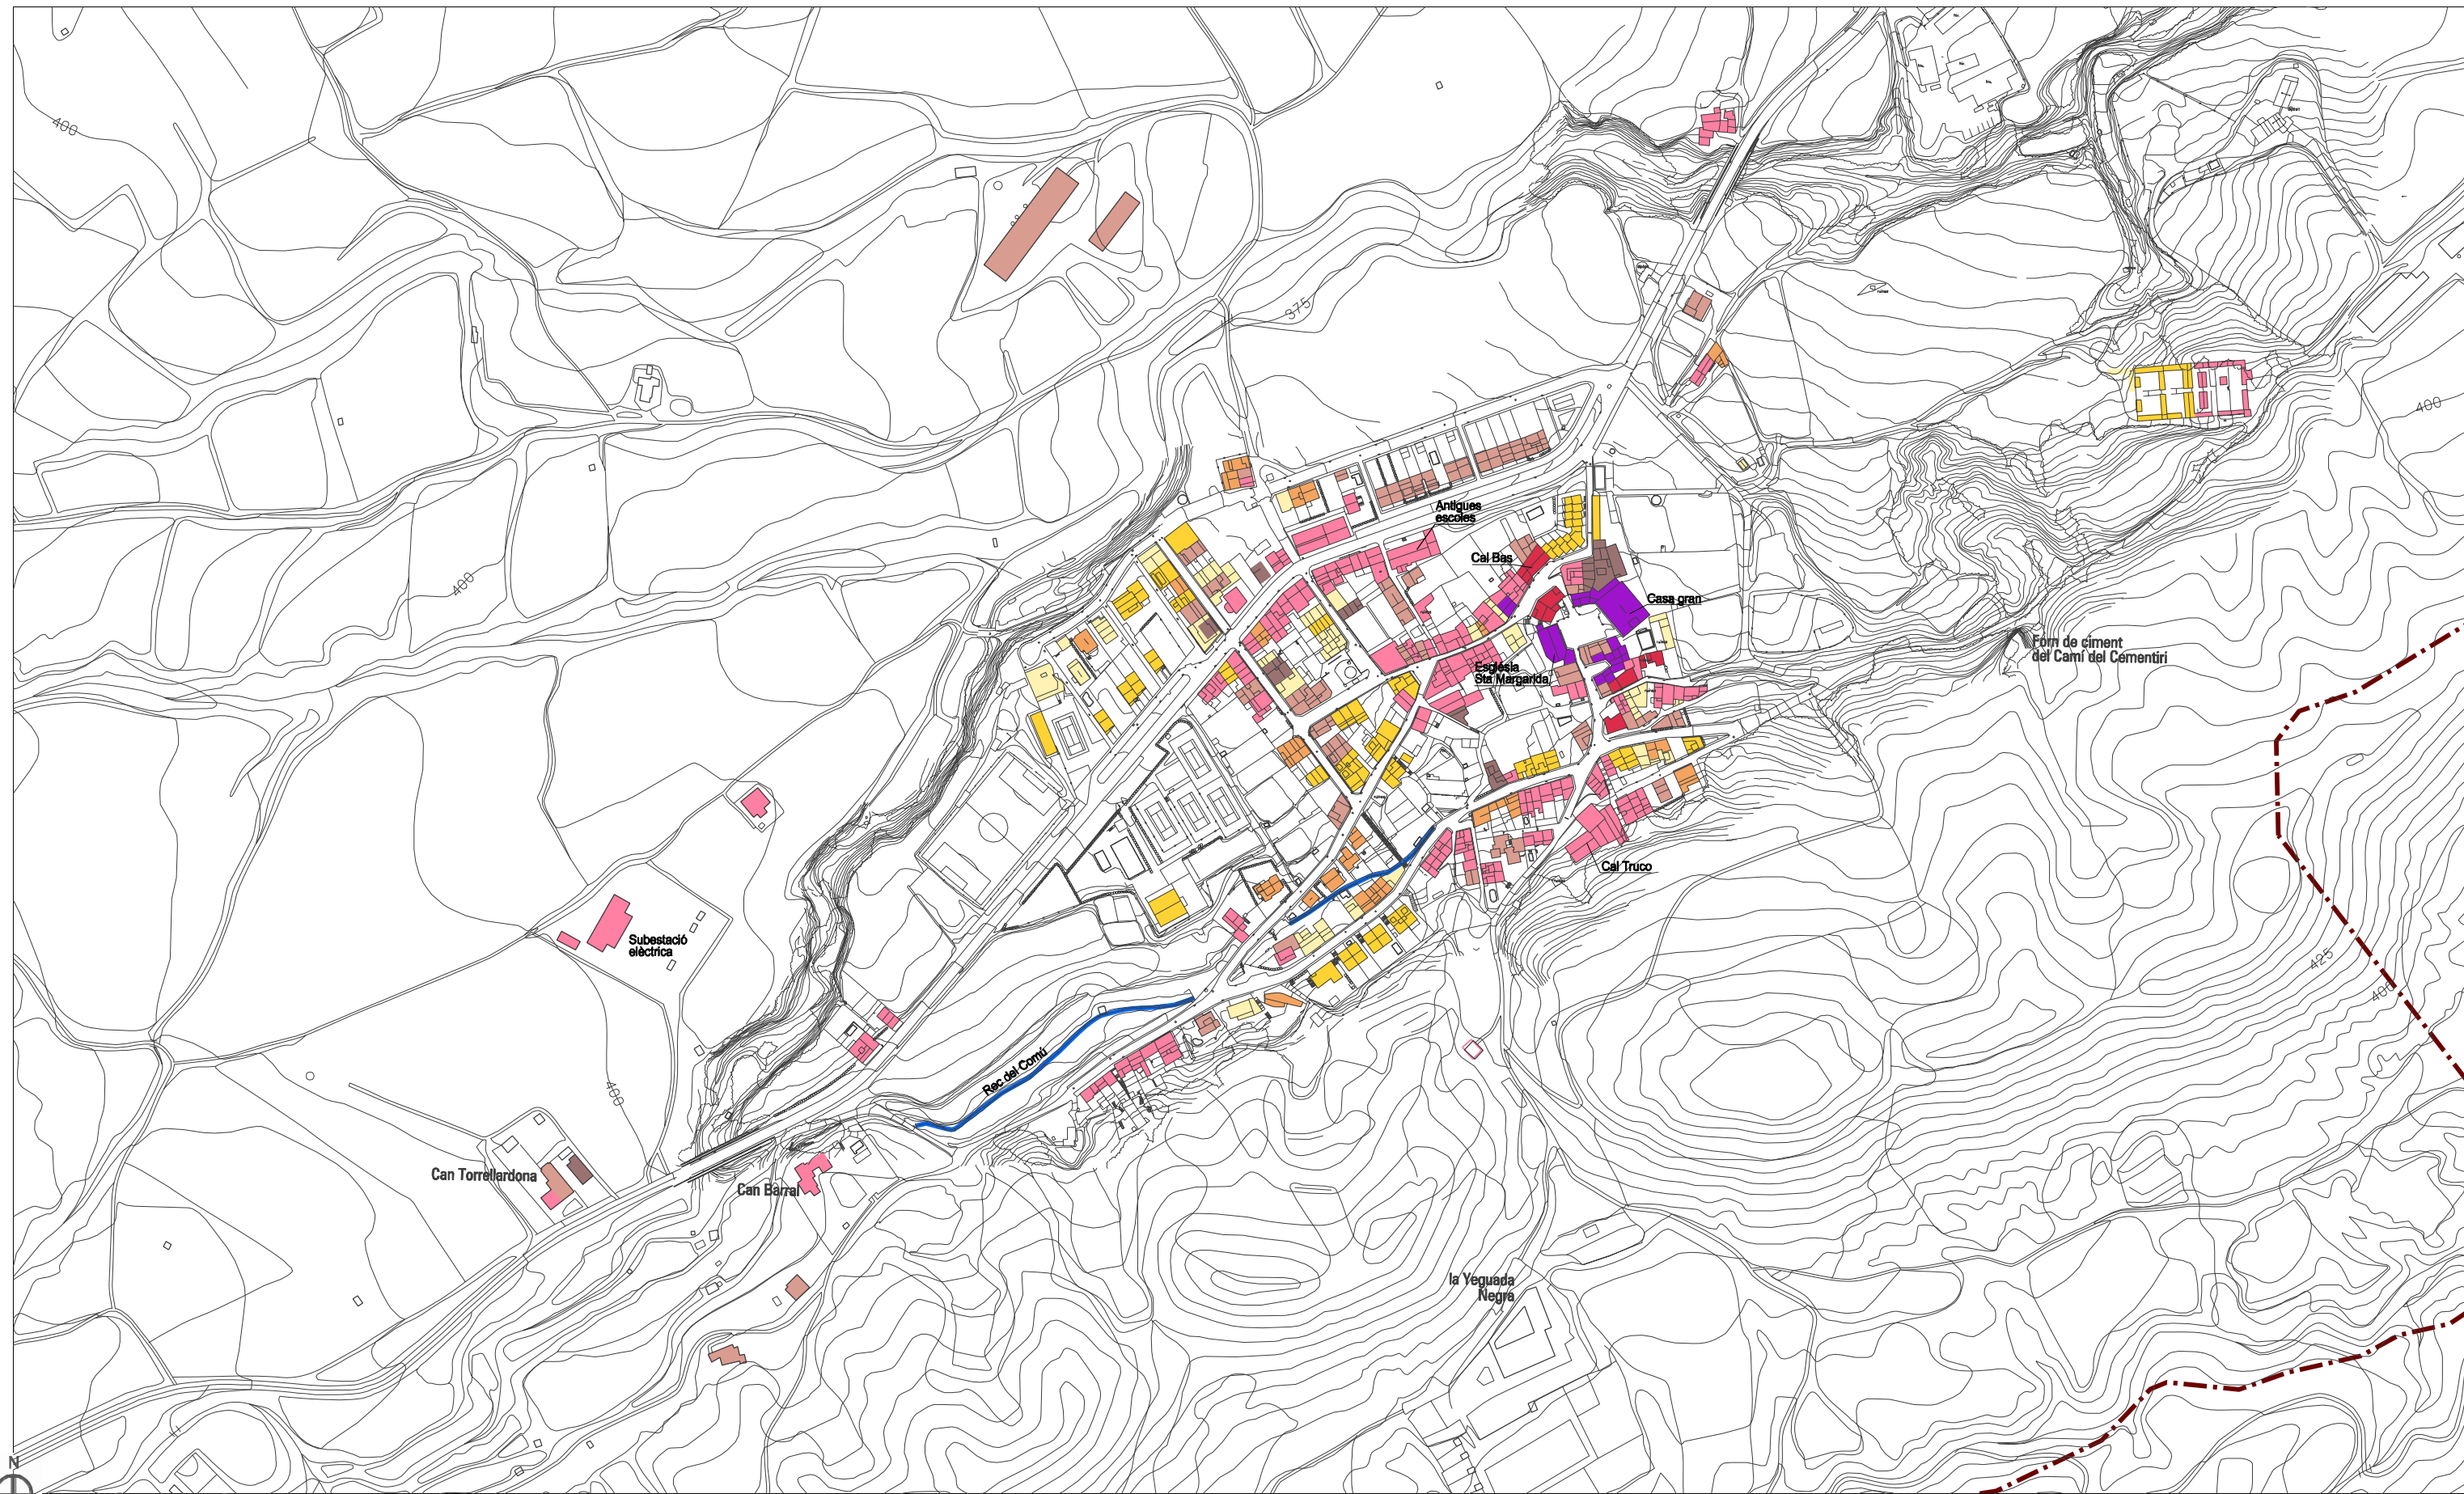 400
375
400
Antigues
escoles
Cal Bas
Casa gran
400
Forn de ciment
del Camí del Cementiri
Església
Sta Margarida
Cal Truco
Subestació
elèctrica
425
400
Rec del Comú
400
Can Torrellardona
Can Barral
la Yeguada
Negra
N